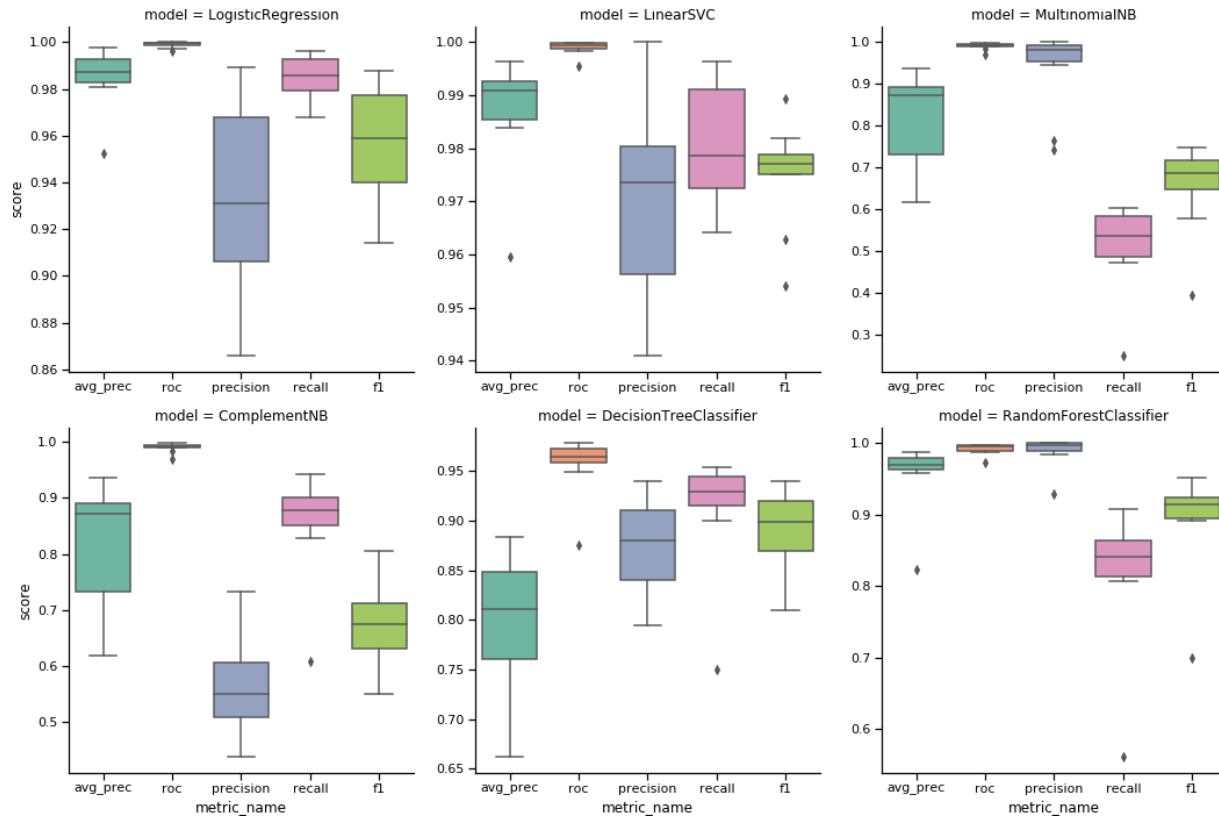 model = LogisticRegression
model = LinearSVC
model = MultinomialNB
score
1.00
0.98
0.96
0.94
0.92
0.90
0.88
0.86
1.00
0.99
0.98
0.97
0.96
0.95
0.94
1.0
0.9
0.8
0.7
0.6
0.5
0.4
0.3
avg_prec roc precision recall f1
avg_prec roc precision recall f1
avg_prec roc precision recall f1
model = ComplementNB
model = DecisionTreeClassifier
model = RandomForestClassifier
score
1.0
0.9
0.8
0.7
0.6
0.5
0.95
0.90
0.85
0.80
0.75
0.70
0.65
1.0
0.9
0.8
0.7
0.6
avg_prec roc precision recall f1
avg_prec roc precision recall f1
avg_prec roc precision recall f1
metric_name
metric_name
metric_name